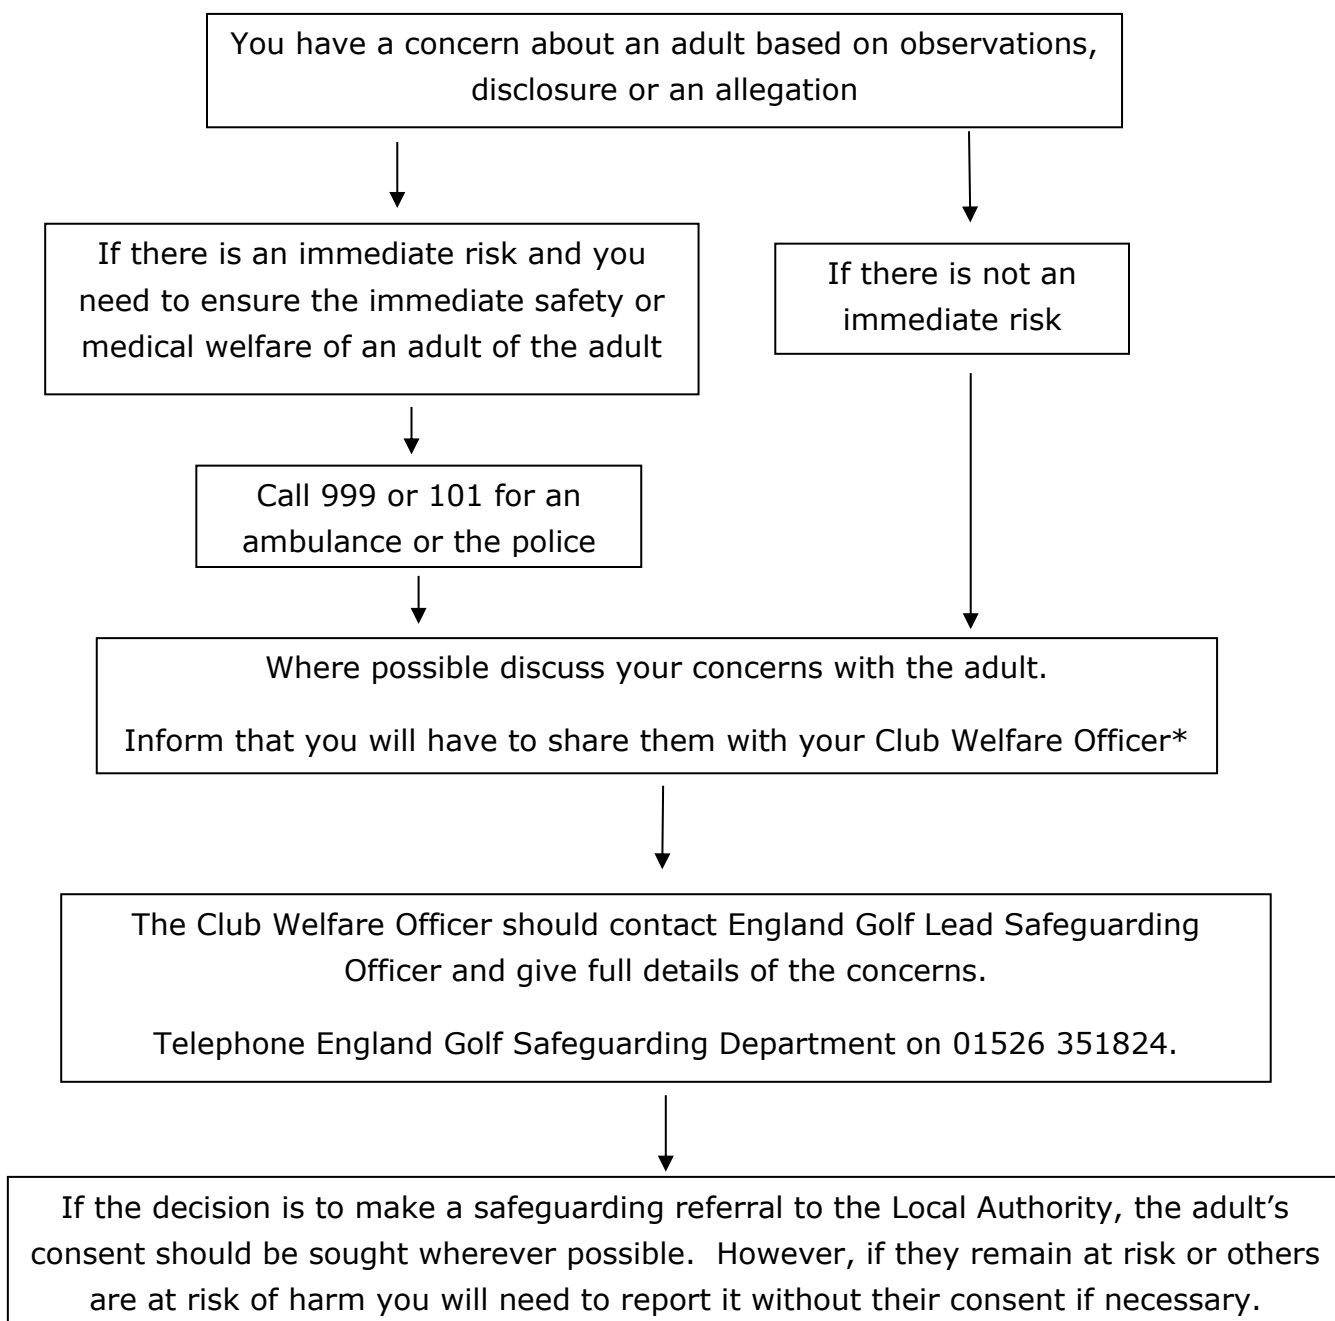 You have a concern about an adult based on observations,
disclosure or an allegation
If there is an immediate risk and you
need to ensure the immediate safety or
medical welfare of an adult of the adult
If there is not an
immediate risk
Call 999 or 101 for an
ambulance or the police
Where possible discuss your concerns with the adult.
Inform that you will have to share them with your Club Welfare Officer*
The Club Welfare Officer should contact England Golf Lead Safeguarding
Officer and give full details of the concerns.
Telephone England Golf Safeguarding Department on 01526 351824.
If the decision is to make a safeguarding referral to the Local Authority, the adult’s
consent should be sought wherever possible.  However, if they remain at risk or others
are at risk of harm you will need to report it without their consent if necessary.